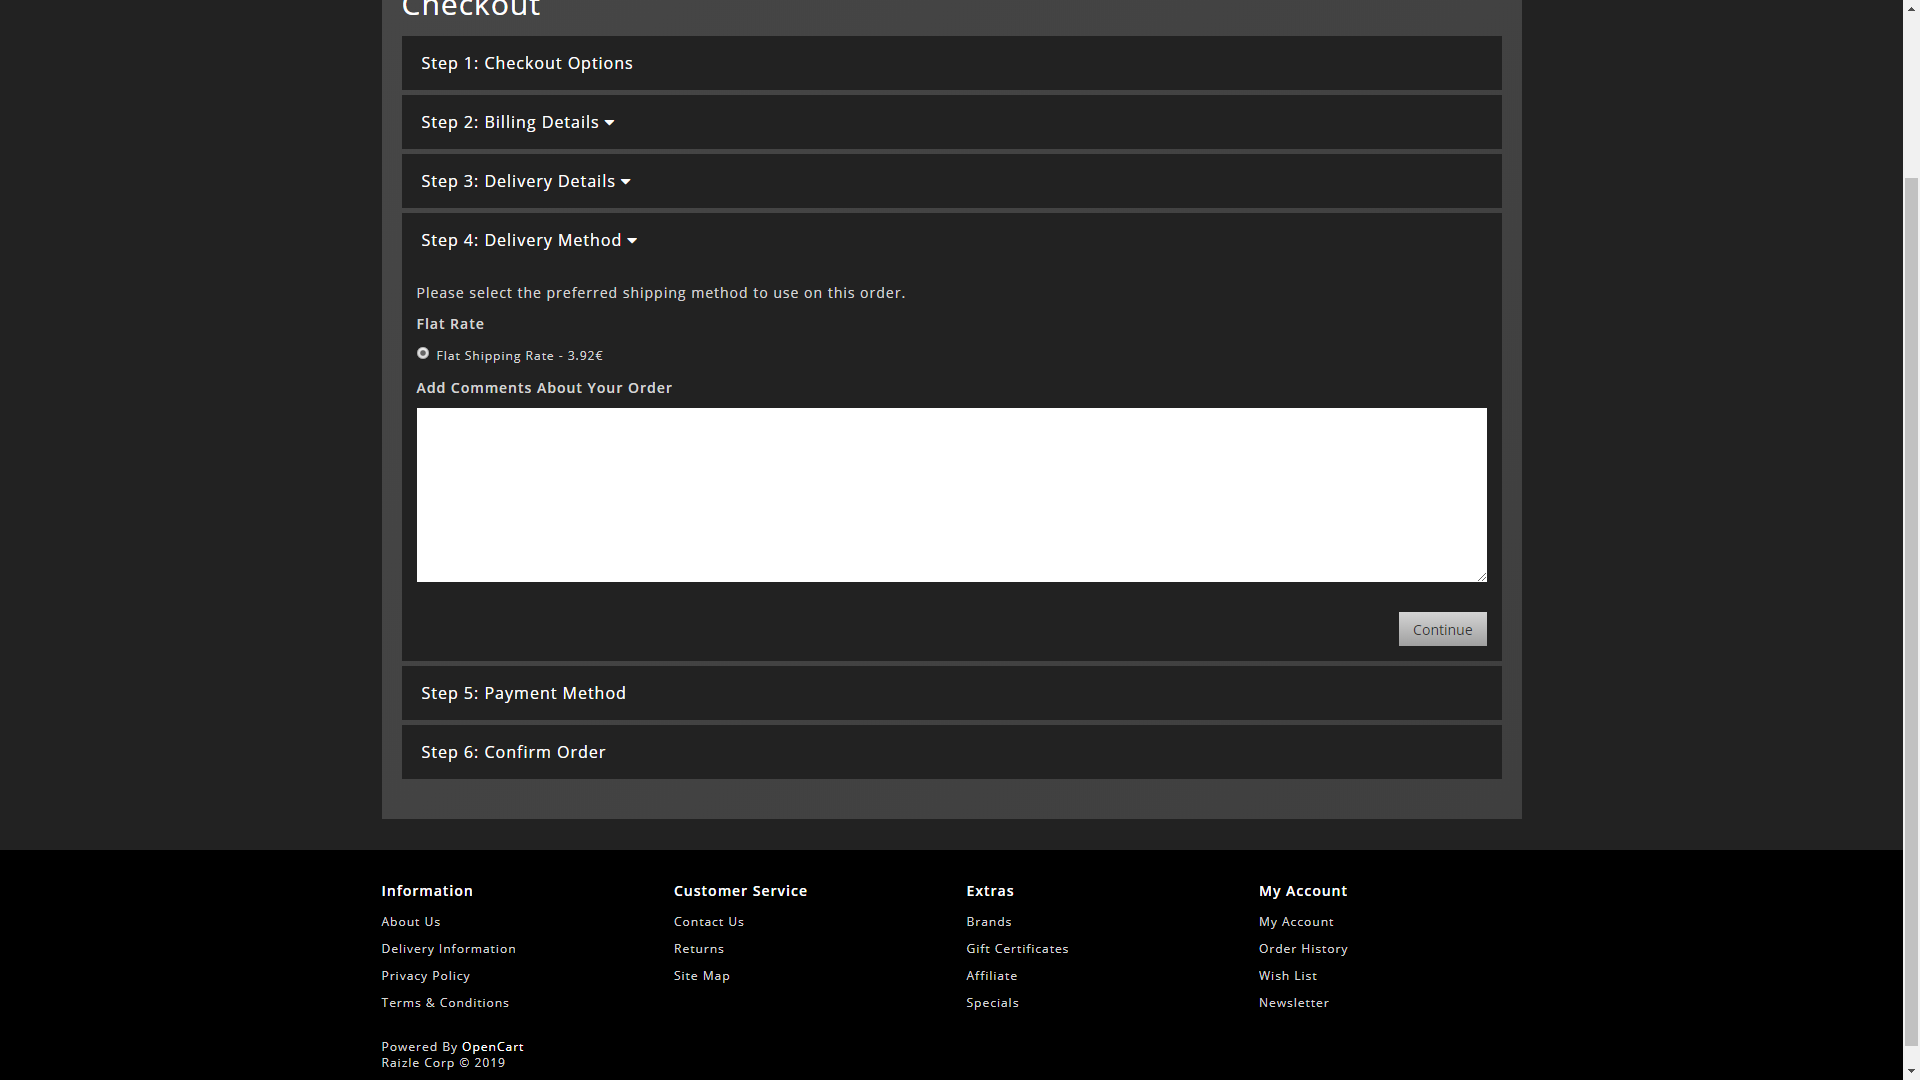 Checkout
Step 1: Checkout Options
Step 2: Billing Details
Step 3: Delivery Details
Step 4: Delivery Method
Please select the preferred shipping method to use on this order.
Flat Rate
Flat Shipping Rate - 3.92€
Add Comments About Your Order
Continue
Step 5: Payment Method
Step 6: Confirm Order
Information
About Us
Delivery Information
Privacy Policy
Terms & Conditions
Customer Service
Contact Us
Returns
Site Map
Extras
Brands
Gift Certificates
Affiliate
Specials
My Account
My Account
Order History
Wish List
Newsletter
Powered By OpenCart
Raizle Corp © 2019